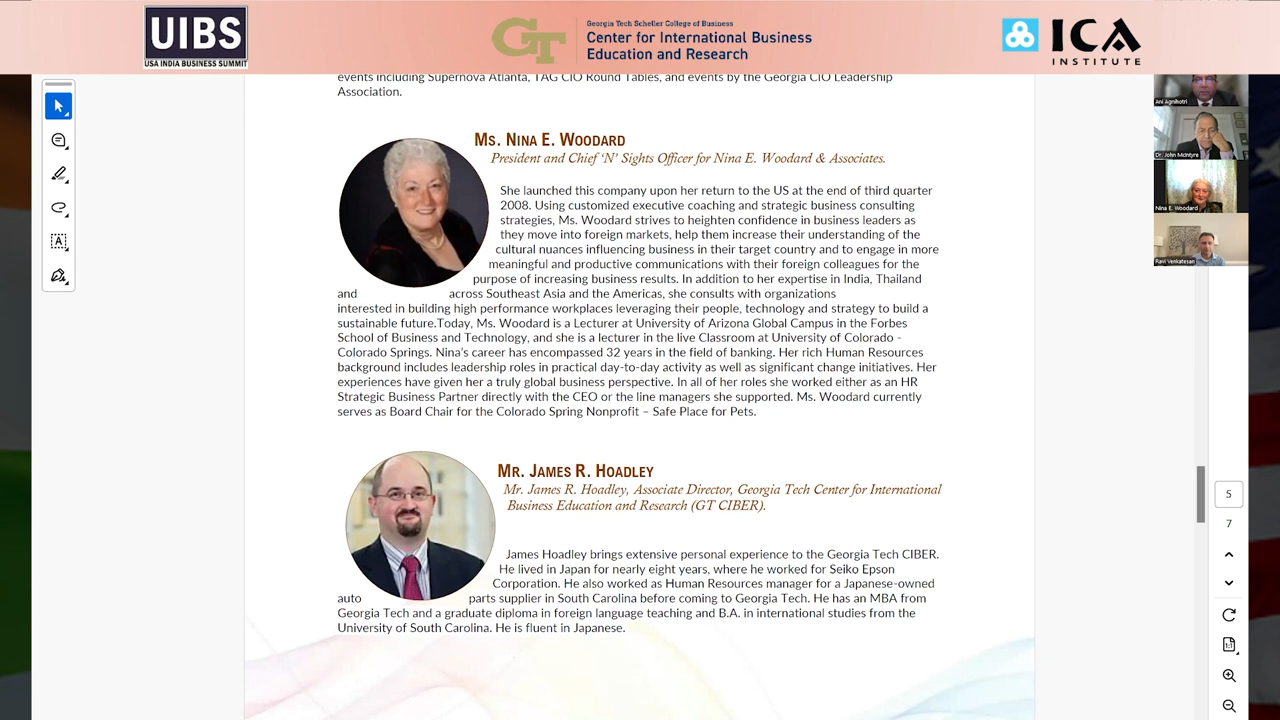 UIBS
USA INDIA BUSINESS SUMMIT
GT
Georgia Tech Scheller College of Business
Center for International Business
Education and Research
ICA
INSTITUTE
events including Supernova Atlanta, TAG CIO Round Tables, and events by the Georgia CIO Leadership
Association.
Ms. Nina E. Woodard
President and Chief ‘N’ Sights Officer for Nina E. Woodard & Associates.
She launched this company upon her return to the US at the end of third quarter
2008. Using customized executive coaching and strategic business consulting
strategies, Ms. Woodard strives to heighten confidence in business leaders as
they move into foreign markets, help them increase their understanding of the
cultural nuances influencing business in their target country and to engage in more
meaningful and productive communications with their foreign colleagues for the
purpose of increasing business results. In addition to her expertise in India, Thailand
and across Southeast Asia and the Americas, she consults with organizations
interested in building high performance workplaces leveraging their people, technology and strategy to build a
sustainable future.Today, Ms. Woodard is a Lecturer at University of Arizona Global Campus in the Forbes
School of Business and Technology, and she is a lecturer in the live Classroom at University of Colorado -
Colorado Springs. Nina’s career has encompassed 32 years in the field of banking. Her rich Human Resources
background includes leadership roles in practical day-to-day activity as well as significant change initiatives. Her
experiences have given her a truly global business perspective. In all of her roles she worked either as an HR
Strategic Business Partner directly with the CEO or the line managers she supported. Ms. Woodard currently
serves as Board Chair for the Colorado Spring Nonprofit – Safe Place for Pets.
Mr. James R. Hoadley
Mr. James R. Hoadley, Associate Director, Georgia Tech Center for International
Business Education and Research (GT CIBER).
James Hoadley brings extensive personal experience to the Georgia Tech CIBER.
He lived in Japan for nearly eight years, where he worked for Seiko Epson
Corporation. He also worked as Human Resources manager for a Japanese-owned
auto parts supplier in South Carolina before coming to Georgia Tech. He has an MBA from
Georgia Tech and a graduate diploma in foreign language teaching and B.A. in international studies from the
University of South Carolina. He is fluent in Japanese.
Ani Agnihotri
Dr. John McIntyre
Nina E. Woodard
Ravi Venkatesan
5
7